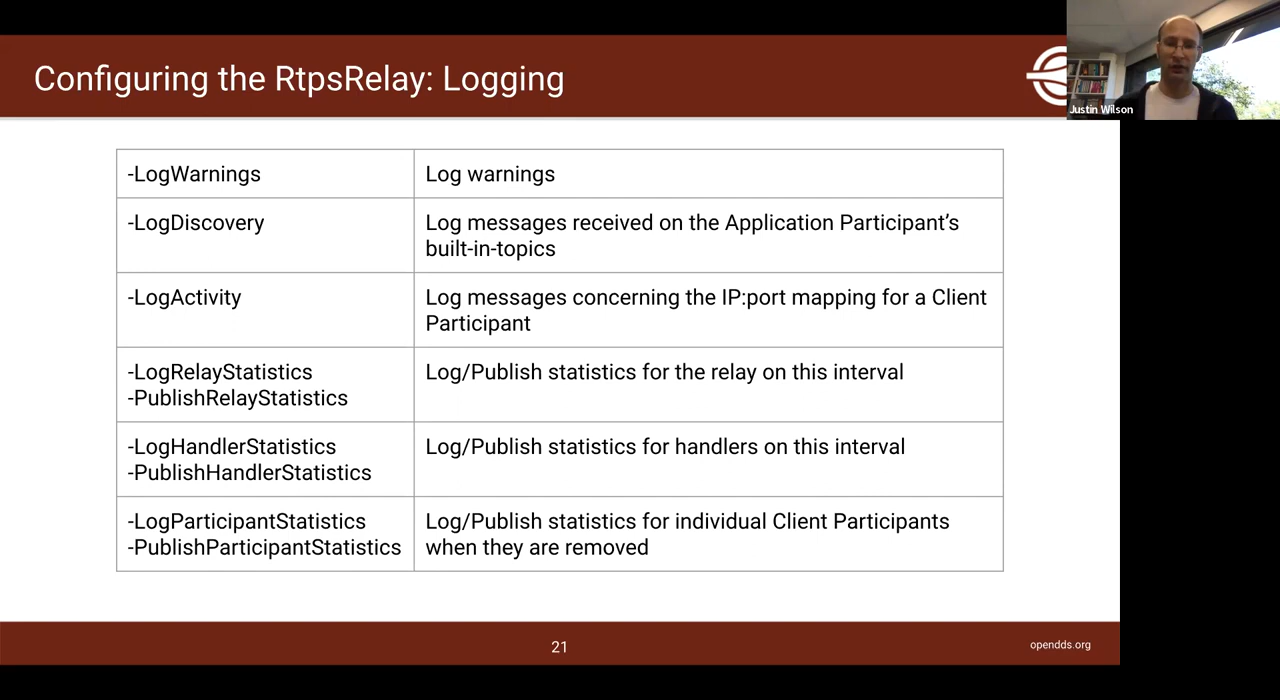 Configuring the RtpsRelay: Logging
Justin Wilson
-LogWarnings
Log warnings
-LogDiscovery
Log messages received on the Application Participant’s
built-in-topics
-LogActivity
Log messages concerning the IP:port mapping for a Client
Participant
-LogRelayStatistics
-PublishRelayStatistics
Log/Publish statistics for the relay on this interval
-LogHandlerStatistics
-PublishHandlerStatistics
Log/Publish statistics for handlers on this interval
-LogParticipantStatistics
-PublishParticipantStatistics
Log/Publish statistics for individual Client Participants
when they are removed
21
opendds.org